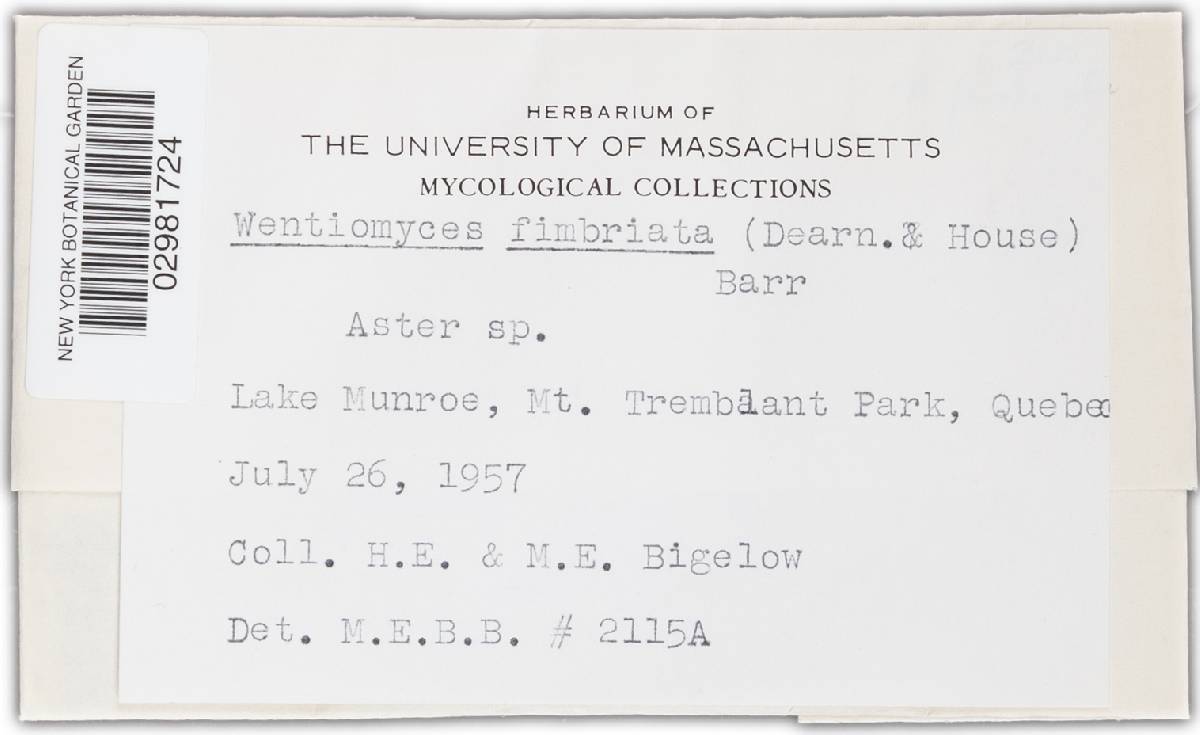 NEW YORK BOTANICAL GARDEN
02981724
HERBARIUM OF
THE UNIVERSITY OF MASSACHUSETTS
MYCOLOGICAL COLLECTIONS
Wentiomyces fimbriata (Dearn.& House)
Barr
Aster sp.
Lake Munroe, Mt. Tremblant Park, Quebec
July 26, 1957
Coll. H.E. & M.E. Bigelow
Det. M.E.B.B. # 2115A